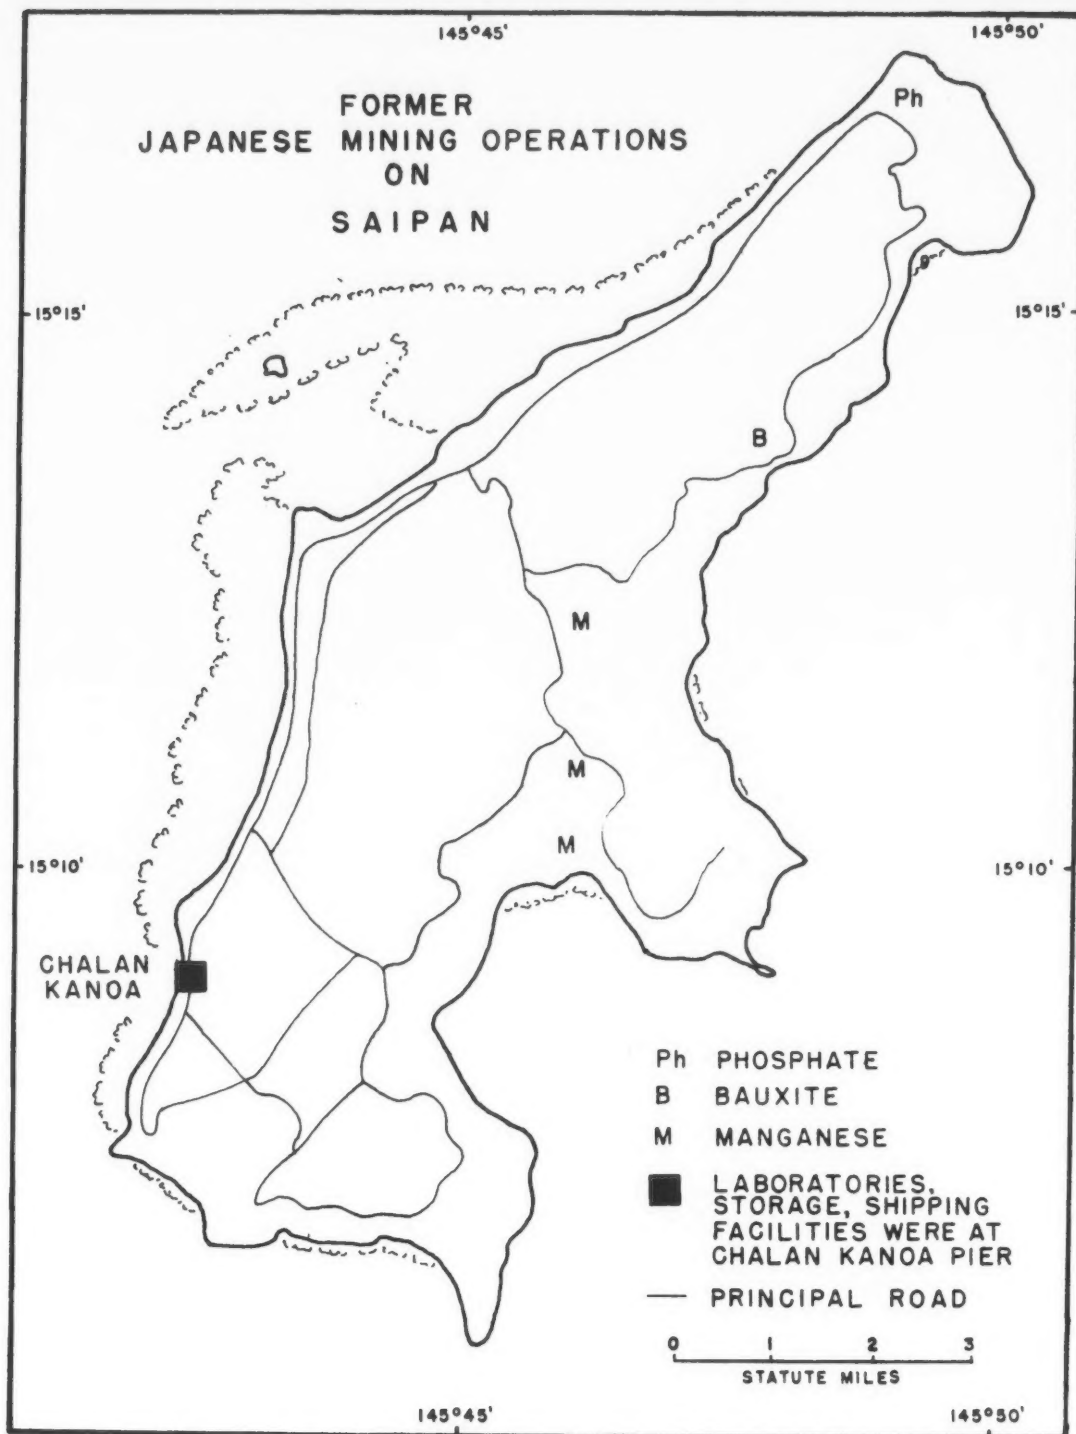 145°45'
145°50'
FORMER
JAPANESE MINING OPERATIONS
ON
SAIPAN
Ph
15°15'
15°15'
B
M
M
M
15°10'
15°10'
CHALAN
KANOA
Ph PHOSPHATE
B BAUXITE
M MANGANESE
LABORATORIES,
STORAGE, SHIPPING
FACILITIES WERE AT
CHALAN KANOA PIER
PRINCIPAL ROAD
0 1 2 3
STATUTE MILES
145°45'
145°50'